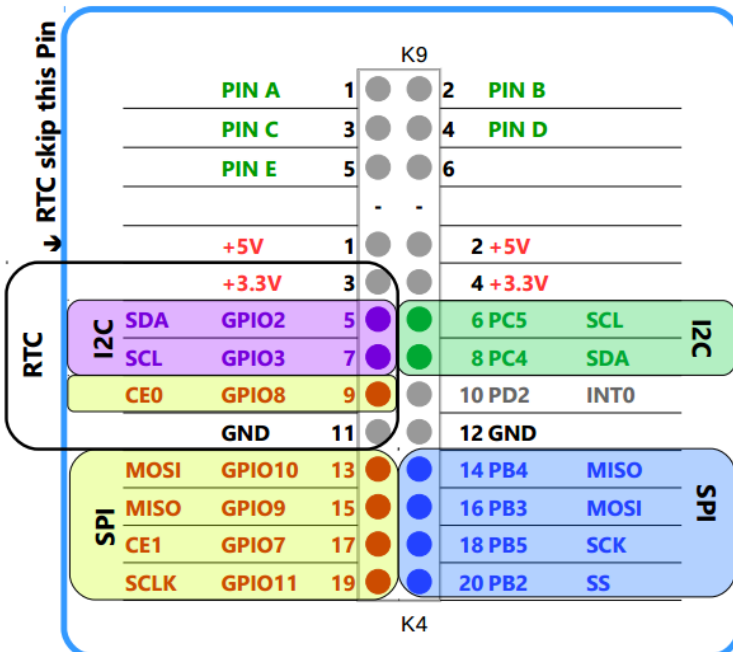 K9
🡓 RTC skip this Pin
PIN A 1 2 PIN B
PIN C 3 4 PIN D
PIN E 5 6
- -
+5V 1 2 +5V
+3.3V 3 4 +3.3V
RTC
I2C
SDA GPIO2 5 6 PC5 SCL
SCL GPIO3 7 8 PC4 SDA
I2C
CE0 GPIO8 9 10 PD2 INT0
GND 11 12 GND
SPI
MOSI GPIO10 13 14 PB4 MISO
MISO GPIO9 15 16 PB3 MOSI
CE1 GPIO7 17 18 PB5 SCK
SCLK GPIO11 19 20 PB2 SS
SPI
K4